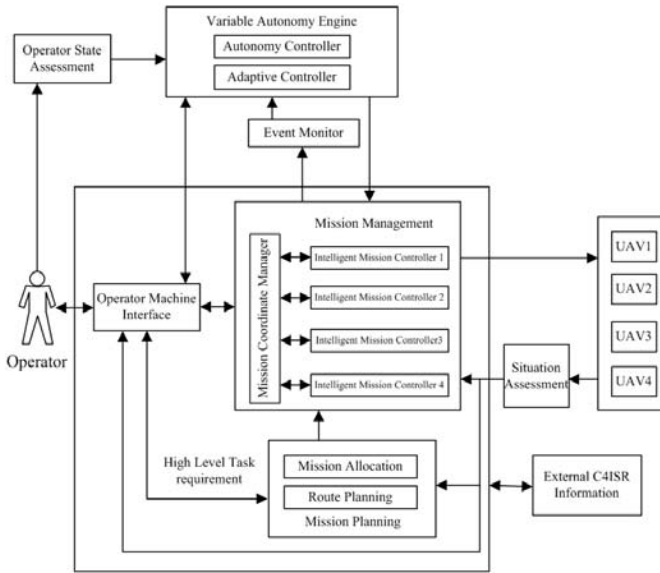 Variable Autonomy Engine
Autonomy Controller
Adaptive Controller
Operator State
Assessment
Event Monitor
Mission Management
Mission Coordinate Manager
Intelligent Mission Controller 1
Intelligent Mission Controller 2
Intelligent Mission Controller3
Intelligent Mission Controller 4
UAV1
UAV2
UAV3
UAV4
Operator Machine
Interface
Operator
Situation
Assessment
High Level Task
requirement
Mission Allocation
Route Planning
Mission Planning
External C4ISR
Information